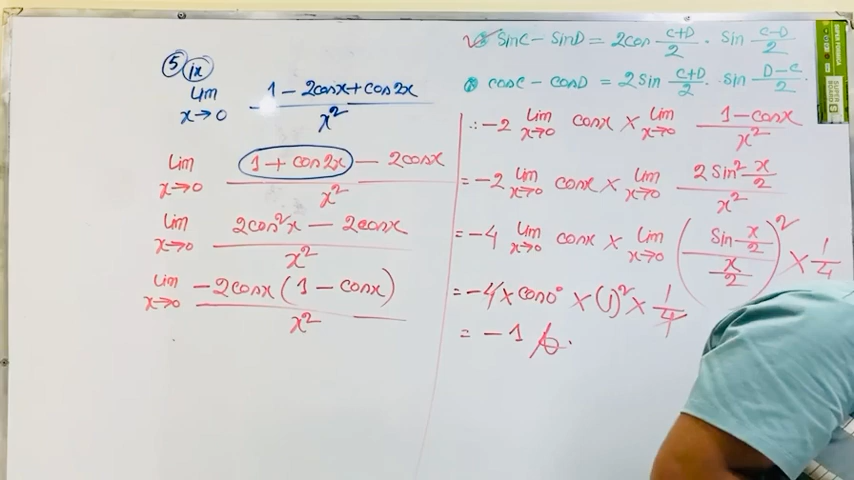 ⑤ ⓘⓧ
lim x→0 (1 - 2cosx + cos2x)/x²
lim x→0 (1 + cos2x - 2cosx)/x²
lim x→0 (2cos²x - 2cosx)/x²
lim x→0 -2cosx(1 - cosx)/x²
SinC - SinD = 2cos (C+D)/2 . Sin (C-D)/2
cosC - cosD = 2Sin (C+D)/2 . Sin (D-C)/2
∴ -2 lim x→0 cosx × lim x→0 (1-cosx)/x²
= -2 lim x→0 cosx × lim x→0 (2Sin² x/2)/x²
= -4 lim x→0 cosx × lim x→0 ((Sin x/2)/(x/2))² × 1/4
= -4 × cos0° × (1)² × 1/4
= -1
SUPER BOARD